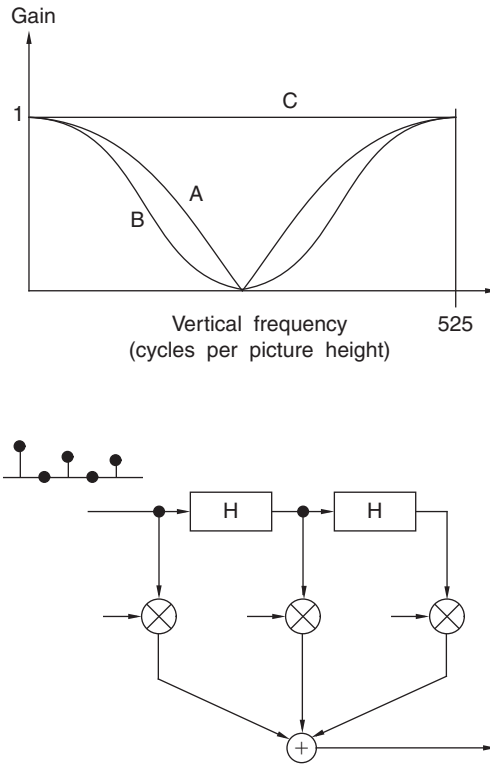 Gain
1
C
A
B
Vertical frequency
(cycles per picture height)
525
H
H
+